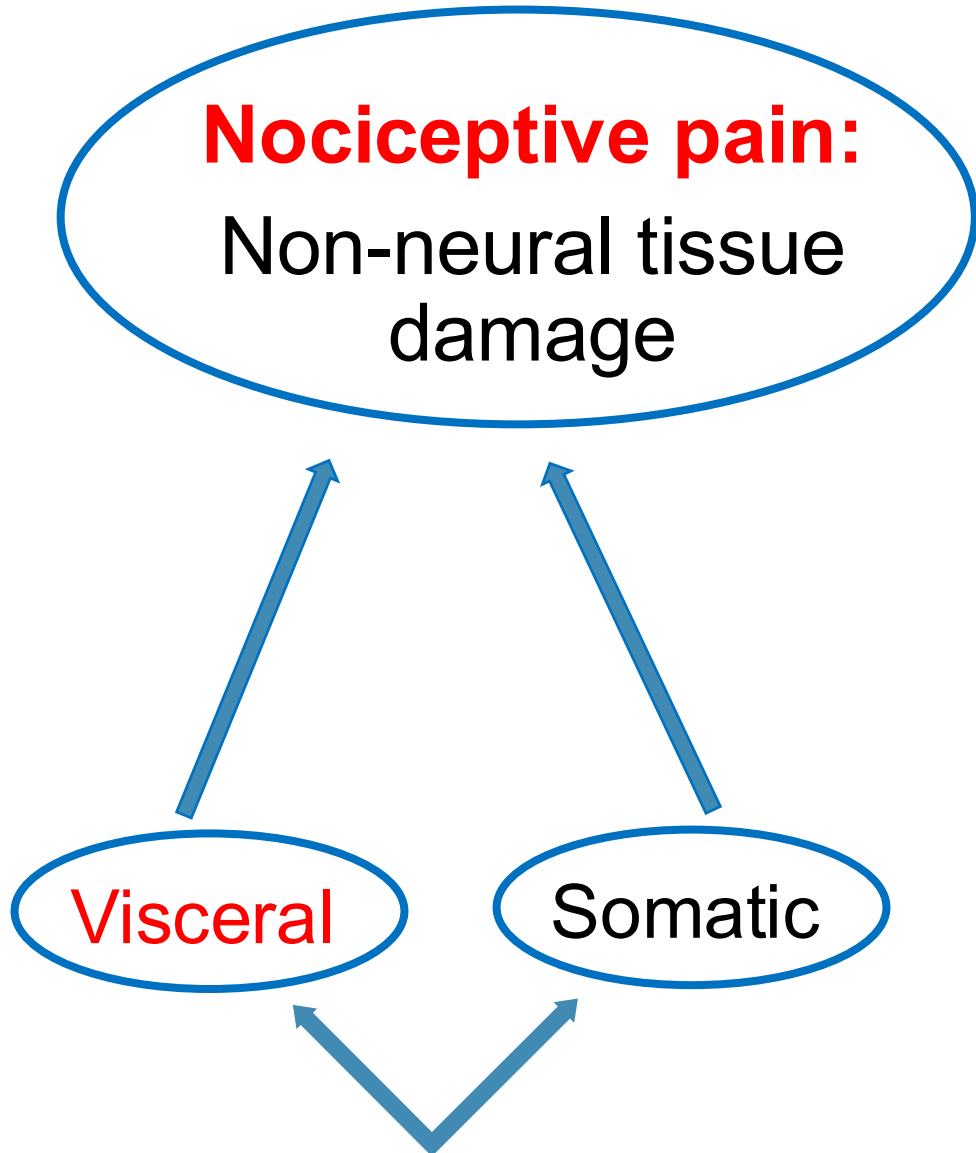 Nociceptive pain:
Non-neural tissue
damage
Visceral
Somatic